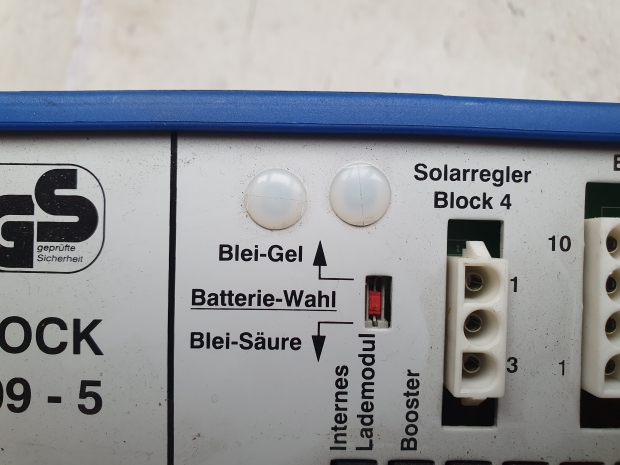 GS
geprüfte
Sicherheit
OCK
99 - 5
Blei-Gel
Batterie-Wahl
Blei-Säure
Internes
Lademodul
Booster
Solarregler
Block 4
1
3
10
1